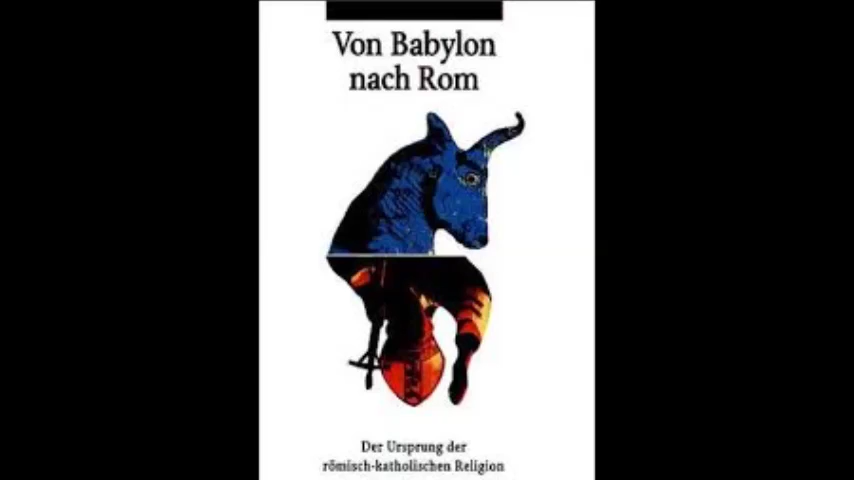 Von Babylon
nach Rom
Der Ursprung der
römisch-katholischen Religion